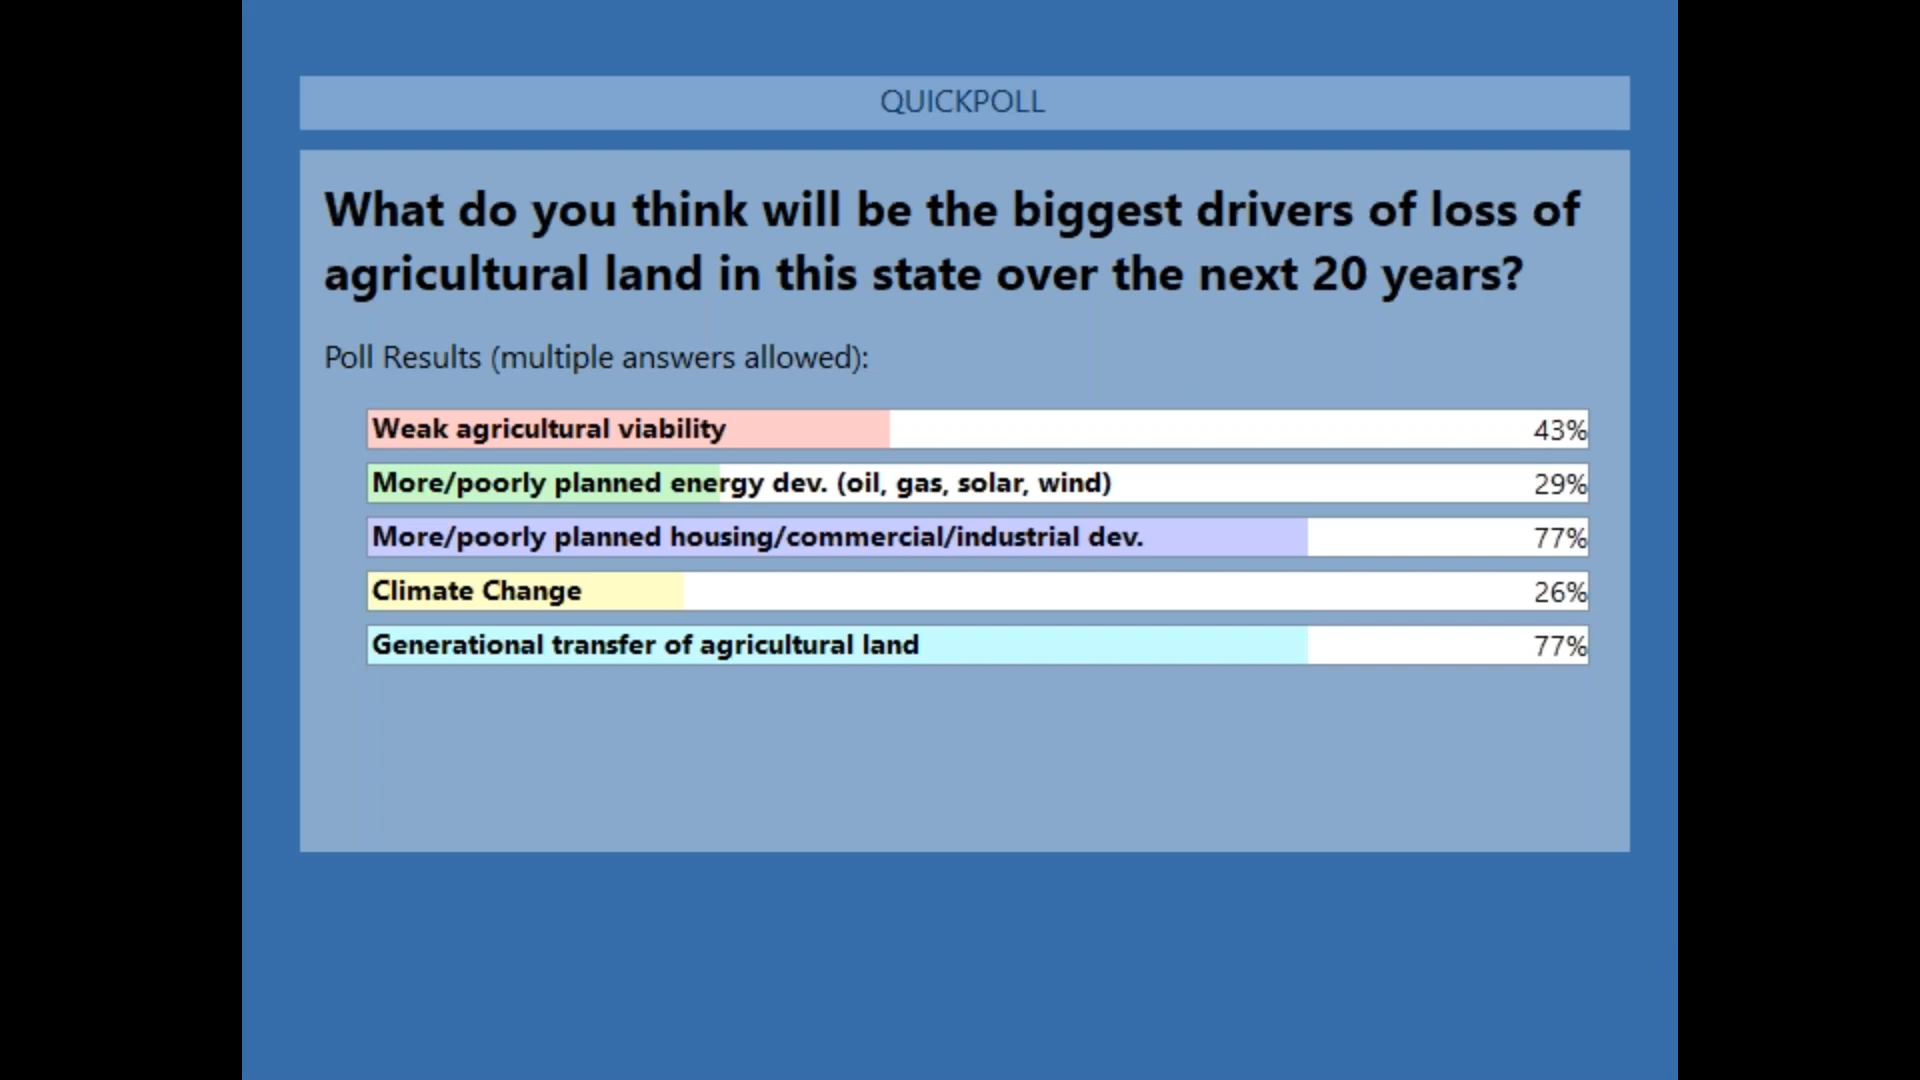 QUICKPOLL
What do you think will be the biggest drivers of loss of
agricultural land in this state over the next 20 years?
Poll Results (multiple answers allowed):
Weak agricultural viability 43%
More/poorly planned energy dev. (oil, gas, solar, wind) 29%
More/poorly planned housing/commercial/industrial dev. 77%
Climate Change 26%
Generational transfer of agricultural land 77%